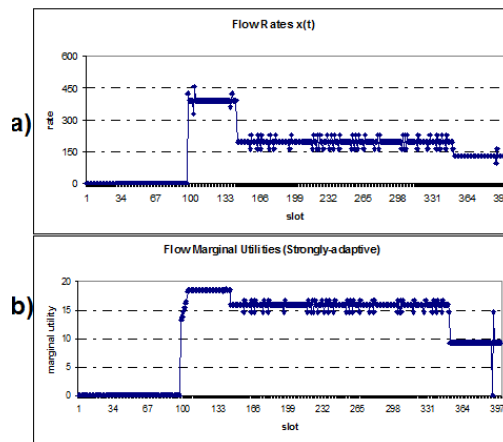 Flow Rates x(t)
600
450
300
150
0
rate
1 34 67 100 133 166 199 232 265 298 331 364 397
slot
a)
Flow Marginal Utilities (Strongly-adaptive)
20
15
10
5
0
marginal utility
1 34 67 100 133 166 199 232 265 298 331 364 397
slot
b)